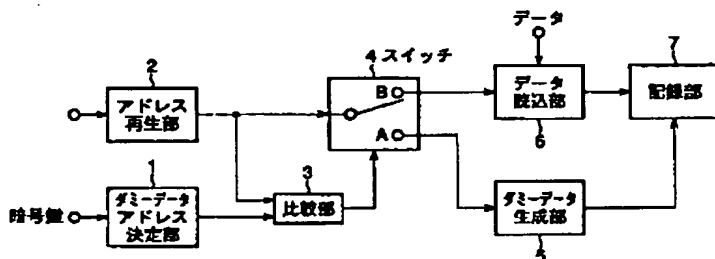 データ
4 スイッチ
7
2
B
データ
読込部
記録部
アドレス
再生部
A
6
1
3
ダミーデータ
アドレス
決定部
比較部
ダミーデータ
生成部
暗号鍵
5